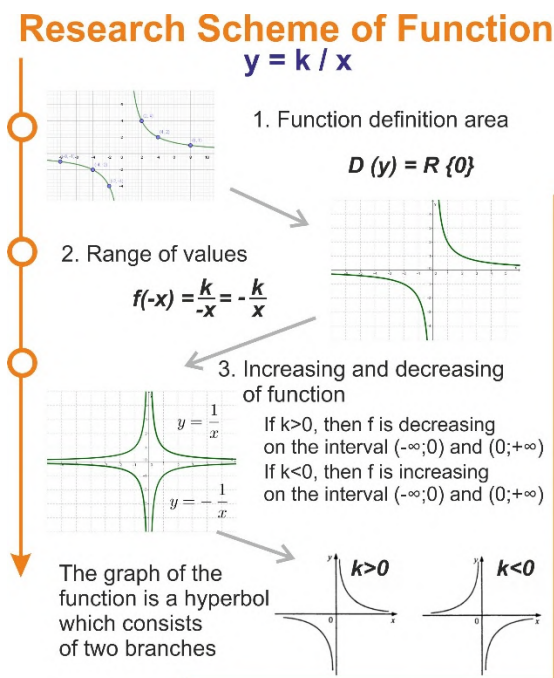 Research Scheme of Function
y = k / x
1. Function definition area
D (y) = R {0}
2. Range of values
f(-x) = k/-x = - k/x
3. Increasing and decreasing
of function
y = 1/x
If k>0, then f is decreasing
on the interval (-∞;0) and (0;+∞)
If k<0, then f is increasing
on the interval (-∞;0) and (0;+∞)
y = - 1/x
The graph of the
function is a hyperbol
which consists
of two branches
y
k>0
0
x
y
k<0
0
x